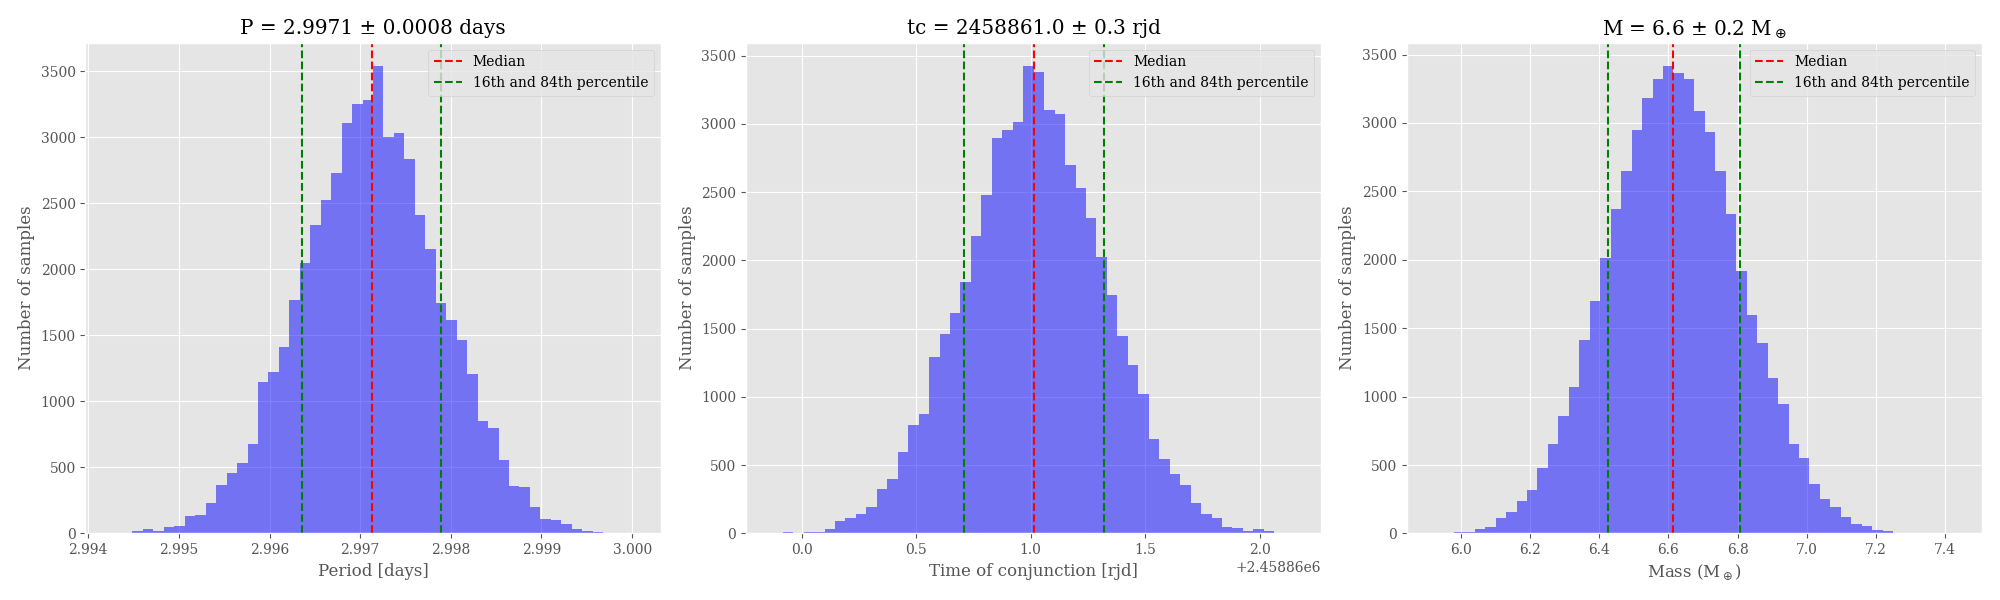 P = 2.9971 ± 0.0008 days
Median
16th and 84th percentile
3500
3000
2500
2000
1500
1000
500
0
Number of samples
2.994 2.995 2.996 2.997 2.998 2.999 3.000
Period [days]
tc = 2458861.0 ± 0.3 rjd
Median
16th and 84th percentile
3500
3000
2500
2000
1500
1000
500
0
Number of samples
0.0 0.5 1.0 1.5 2.0
+2.45886e6
Time of conjunction [rjd]
M = 6.6 ± 0.2 M⊕
Median
16th and 84th percentile
3500
3000
2500
2000
1500
1000
500
0
Number of samples
6.0 6.2 6.4 6.6 6.8 7.0 7.2 7.4
Mass (M⊕)